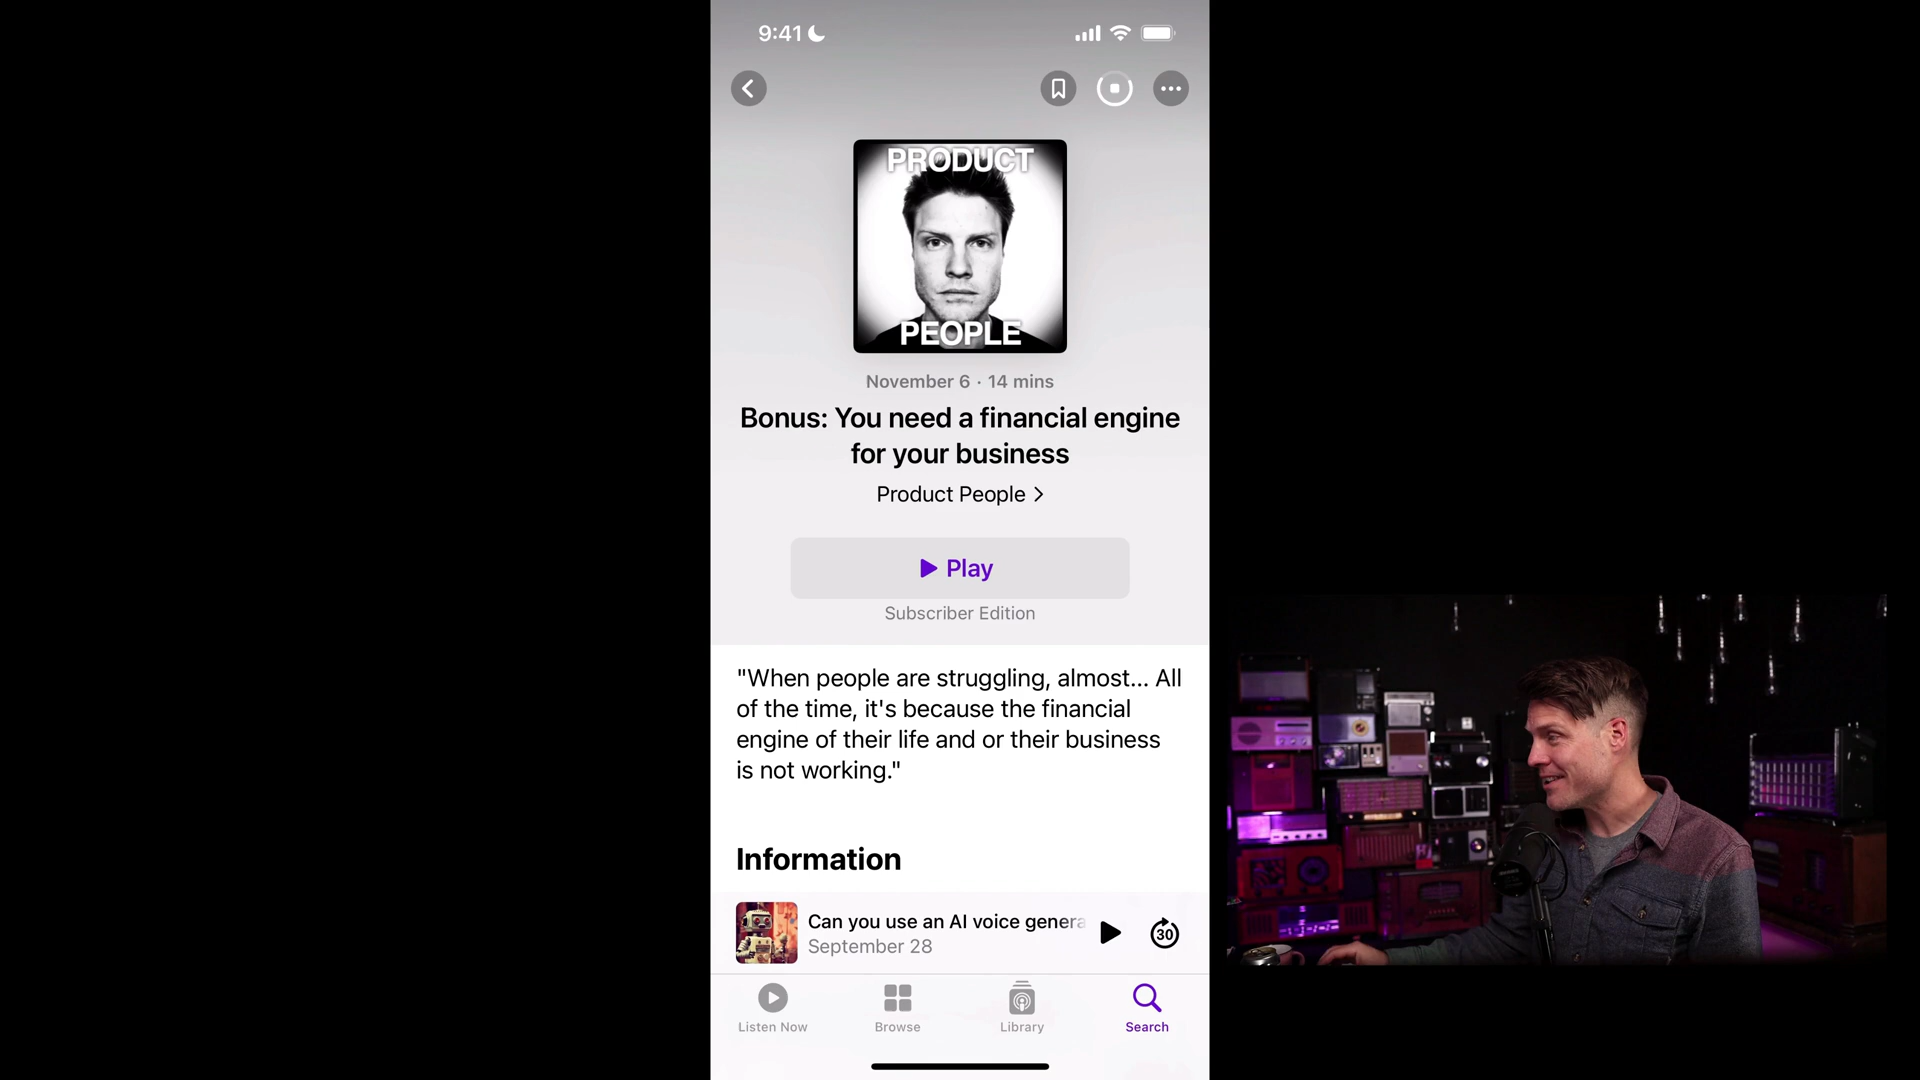 9:41
PRODUCT
PEOPLE
November 6 · 14 mins
Bonus: You need a financial engine
for your business
Product People
Play
Subscriber Edition
"When people are struggling, almost... All
of the time, it's because the financial
engine of their life and or their business
is not working."
Information
Can you use an AI voice genera
September 28
30
Listen Now
Browse
Library
Search